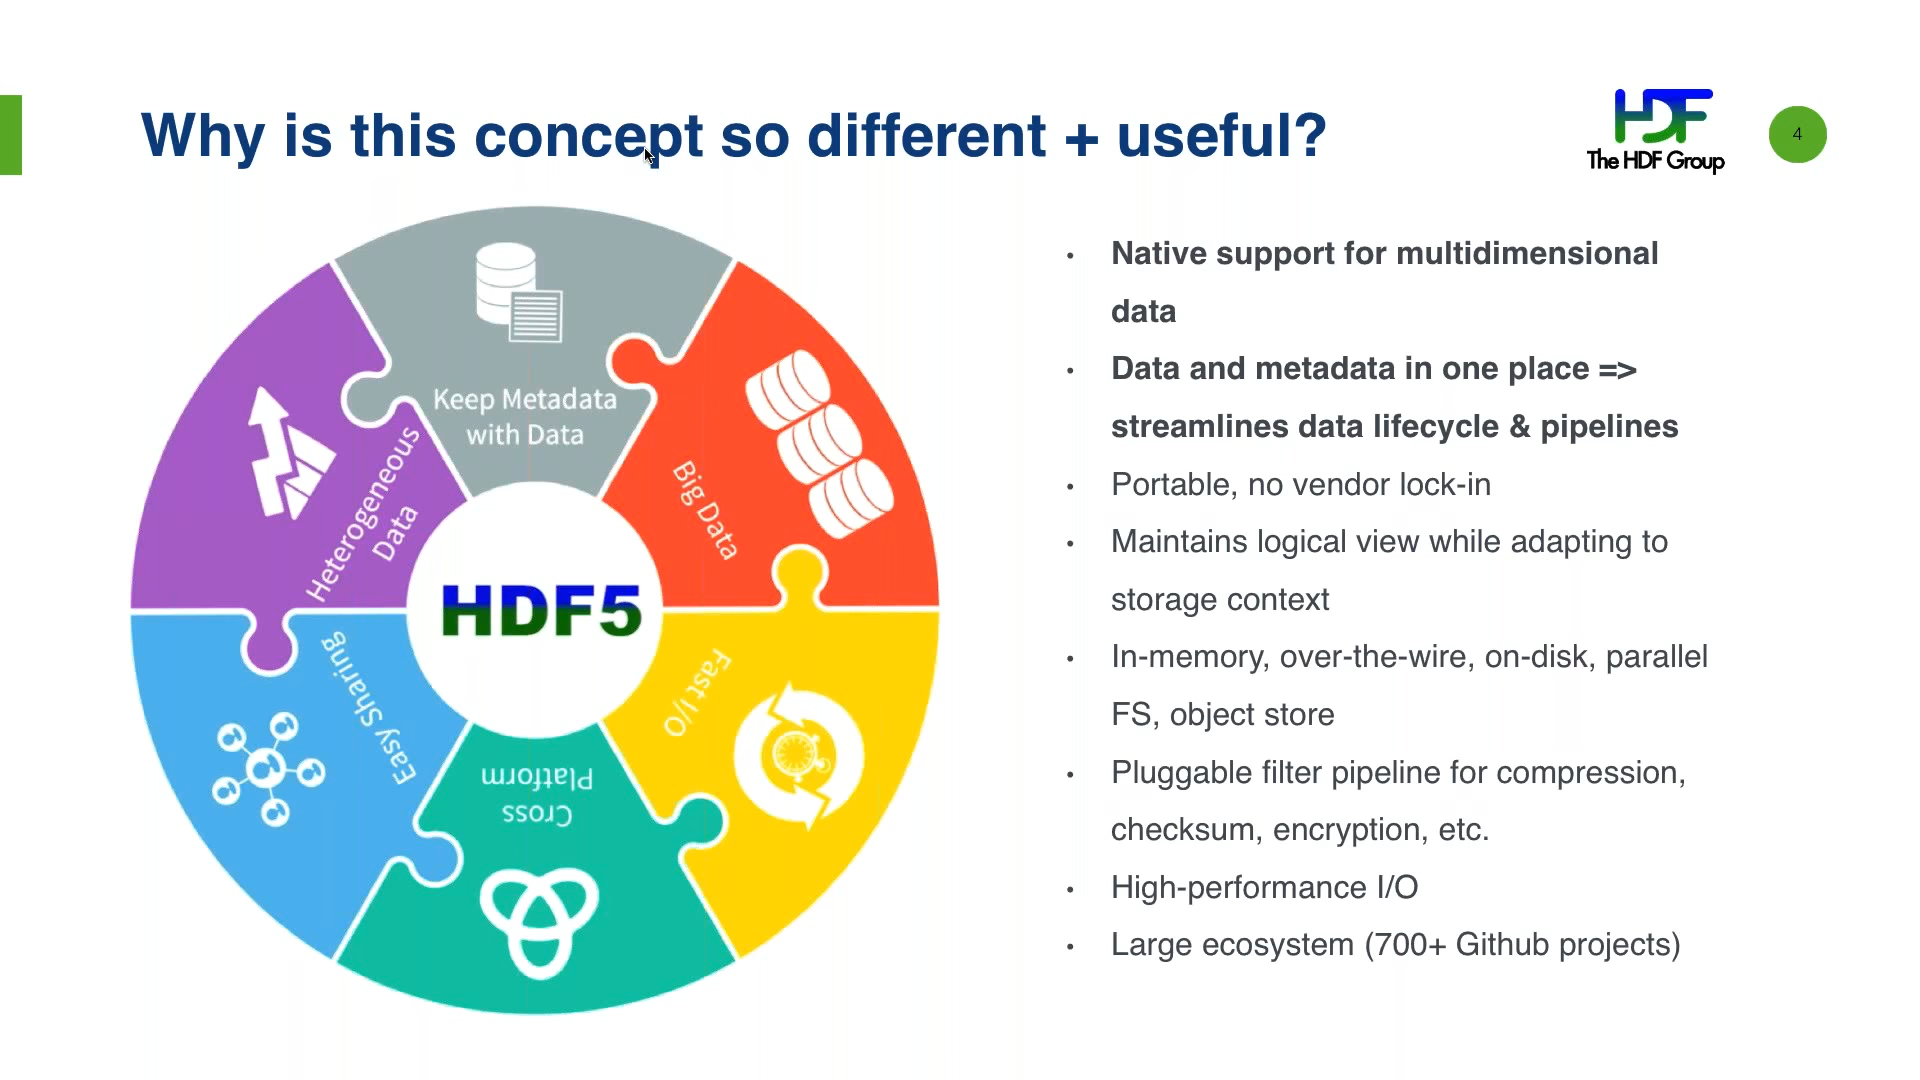 Why is this concept so different + useful?
HDF
The HDF Group
4
Keep Metadata
with Data
Big Data
Fast I/O
Cross
Platform
Easy Sharing
Heterogeneous
Data
HDF5
• Native support for multidimensional
data
• Data and metadata in one place =>
streamlines data lifecycle & pipelines
• Portable, no vendor lock-in
• Maintains logical view while adapting to
storage context
• In-memory, over-the-wire, on-disk, parallel
FS, object store
• Pluggable filter pipeline for compression,
checksum, encryption, etc.
• High-performance I/O
• Large ecosystem (700+ Github projects)